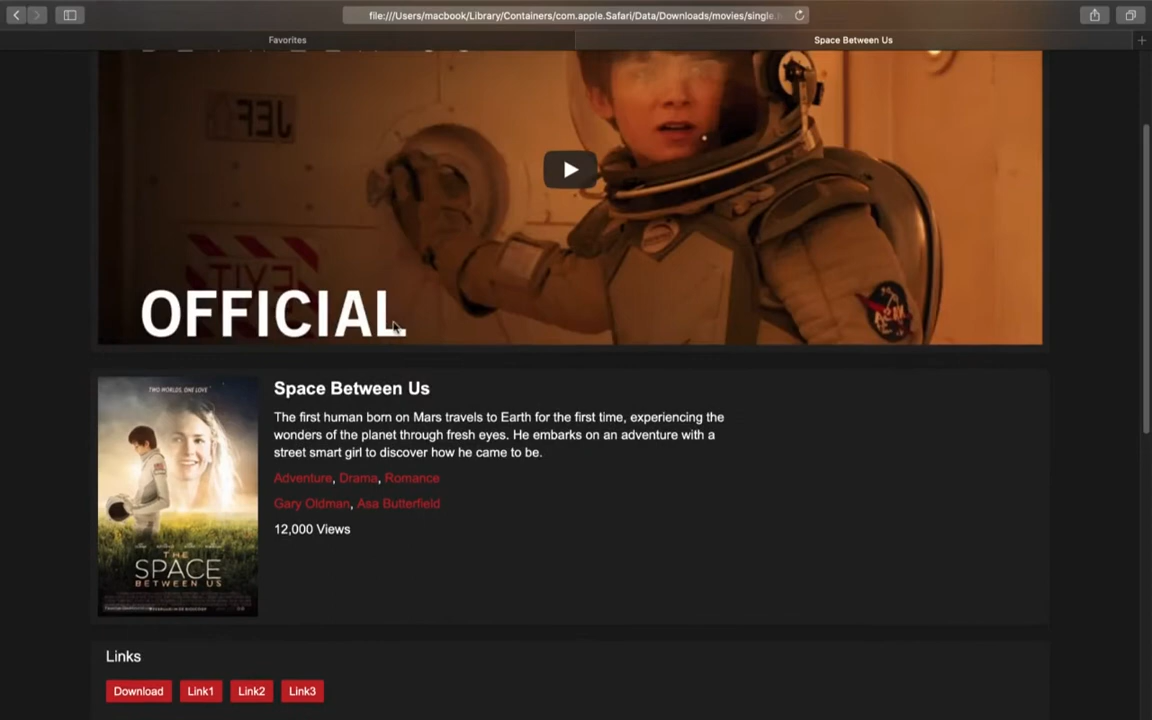 file:///Users/macbook/Library/Containers/com.apple.Safari/Data/Downloads/movies/single.
Favorites
Space Between Us
JEF
EXIT
OFFICIAL
NASA
TWO WORLDS. ONE LOVE
THE
SPACE
BETWEEN US
Space Between Us
The first human born on Mars travels to Earth for the first time, experiencing the
wonders of the planet through fresh eyes. He embarks on an adventure with a
street smart girl to discover how he came to be.
Adventure, Drama, Romance
Gary Oldman, Asa Butterfield
12,000 Views
Links
Download
Link1
Link2
Link3